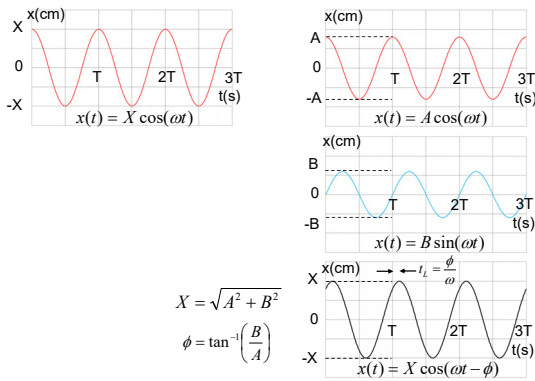 x(cm)
X
0
-X
T
2T
3T
t(s)
x(t) = X cos(ωt)
x(cm)
A
0
-A
T
2T
3T
t(s)
x(t) = A cos(ωt)
x(cm)
B
0
-B
T
2T
3T
t(s)
x(t) = B sin(ωt)
x(cm)
t_L = ϕ/ω
X
0
-X
T
2T
3T
t(s)
x(t) = X cos(ωt − ϕ)
X = √(A² + B²)
ϕ = tan⁻¹(B/A)